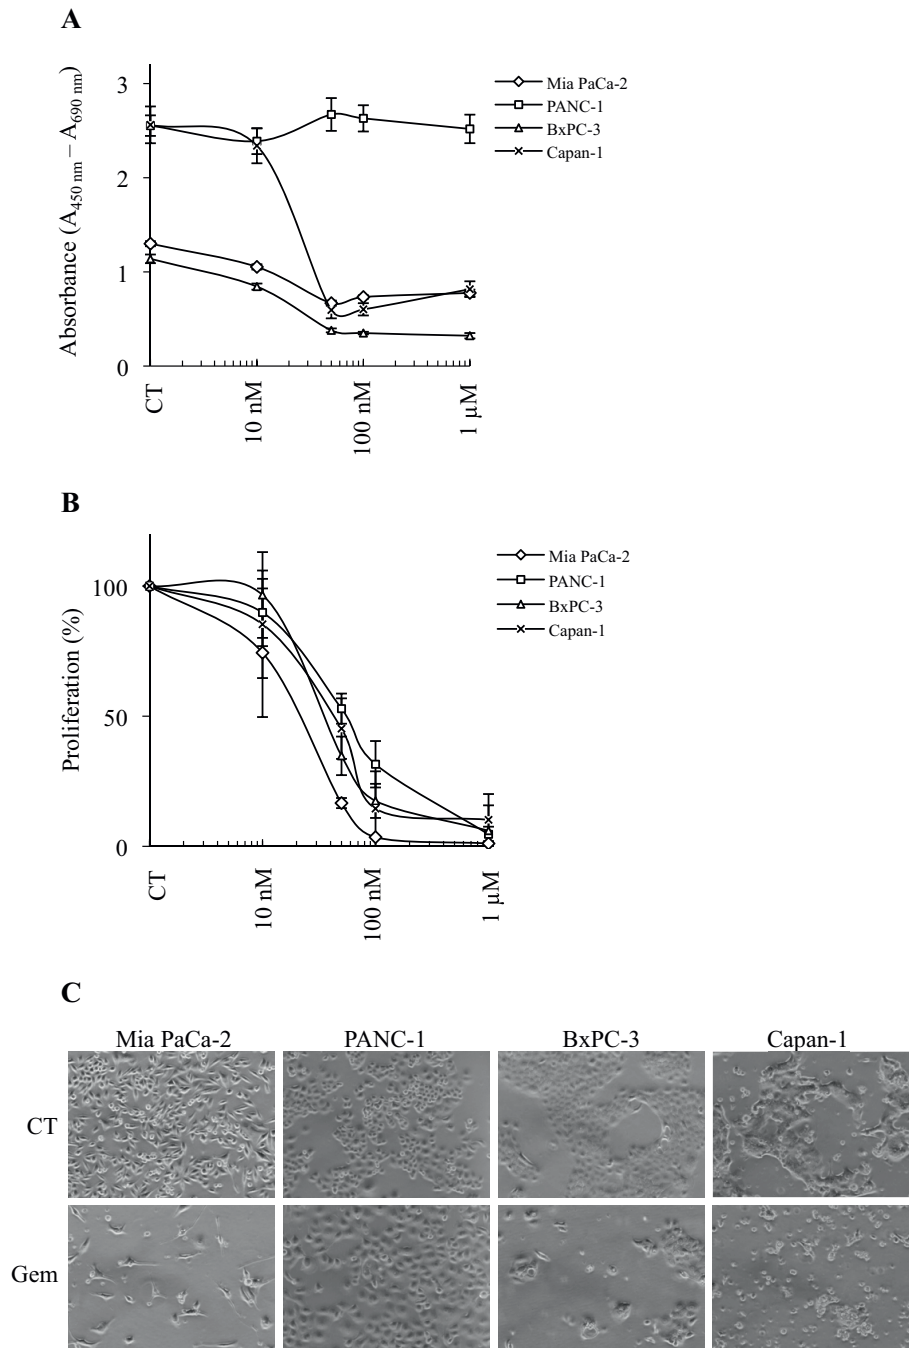 A
Absorbance (A450 nm – A690 nm)
3
2
1
0
CT
10 nM
100 nM
1 µM
Mia PaCa-2
PANC-1
BxPC-3
Capan-1
B
Proliferation (%)
100
50
0
CT
10 nM
100 nM
1 µM
Mia PaCa-2
PANC-1
BxPC-3
Capan-1
C
Mia PaCa-2 PANC-1 BxPC-3 Capan-1
CT
Gem